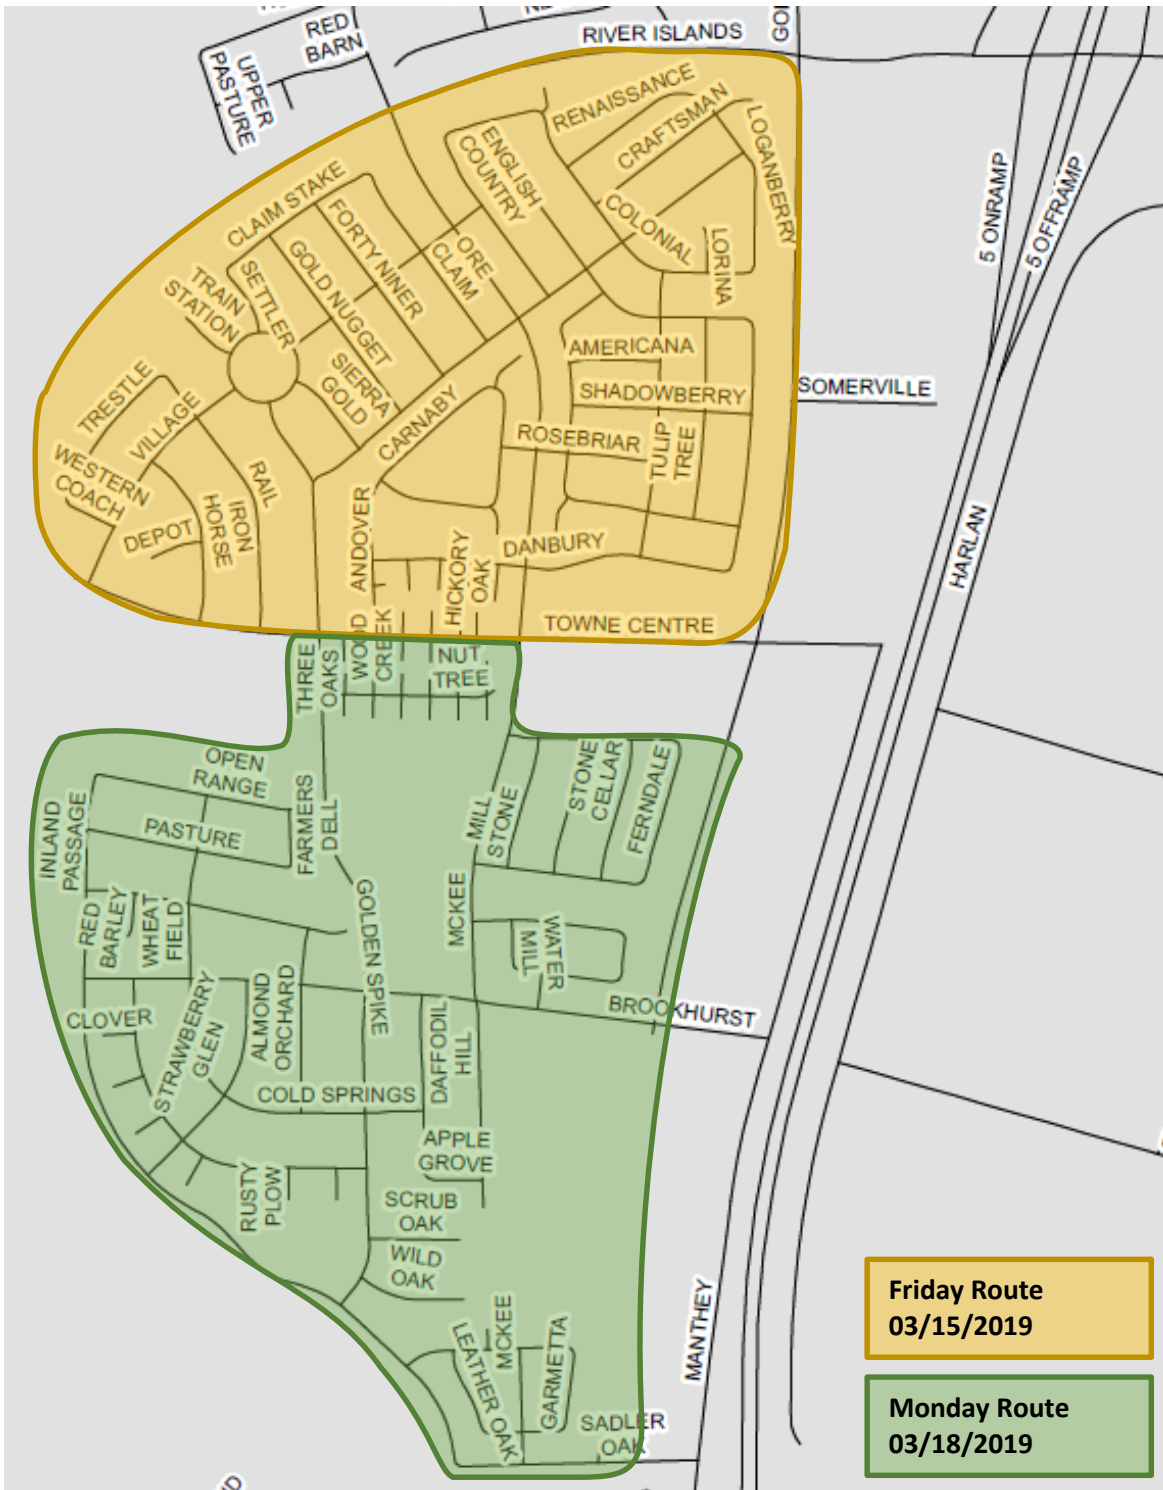 RED
BARN
RIVER ISLANDS
UPPER
PASTURE
RENAISSANCE
CRAFTSMAN
LOGANBERRY
ENGLISH
COUNTRY
CLAIM STAKE
FORTY NINER
ORE
CLAIM
COLONIAL
LORINA
5 ONRAMP
5 OFFRAMP
TRAIN
STATION
SETTLER
GOLD NUGGET
SIERRA
GOLD
AMERICANA
SHADOWBERRY
SOMERVILLE
TRESTLE
VILLAGE
CARNABY
ROSEBRIAR
TULIP
TREE
WESTERN
COACH
RAIL
IRON
HORSE
DEPOT
ANDOVER
HICKORY
OAK
DANBURY
HARLAN
TOWNE CENTRE
WOOD
CREEK
THREE
OAKS
NUT
TREE
OPEN
RANGE
STONE
CELLAR
FERNDALE
MILL
STONE
INLAND
PASSAGE
PASTURE
FARMERS
DELL
RED
BARLEY
WHEAT
FIELD
GOLDEN SPIKE
MCKEE
WATER
MILL
BROOKHURST
CLOVER
STRAWBERRY
GLEN
ALMOND
ORCHARD
DAFFODIL
HILL
COLD SPRINGS
APPLE
GROVE
RUSTY
PLOW
SCRUB
OAK
WILD
OAK
MANTHEY
MCKEE
LEATHER OAK
GARMETTA
SADLER
OAK
Friday Route
03/15/2019
Monday Route
03/18/2019